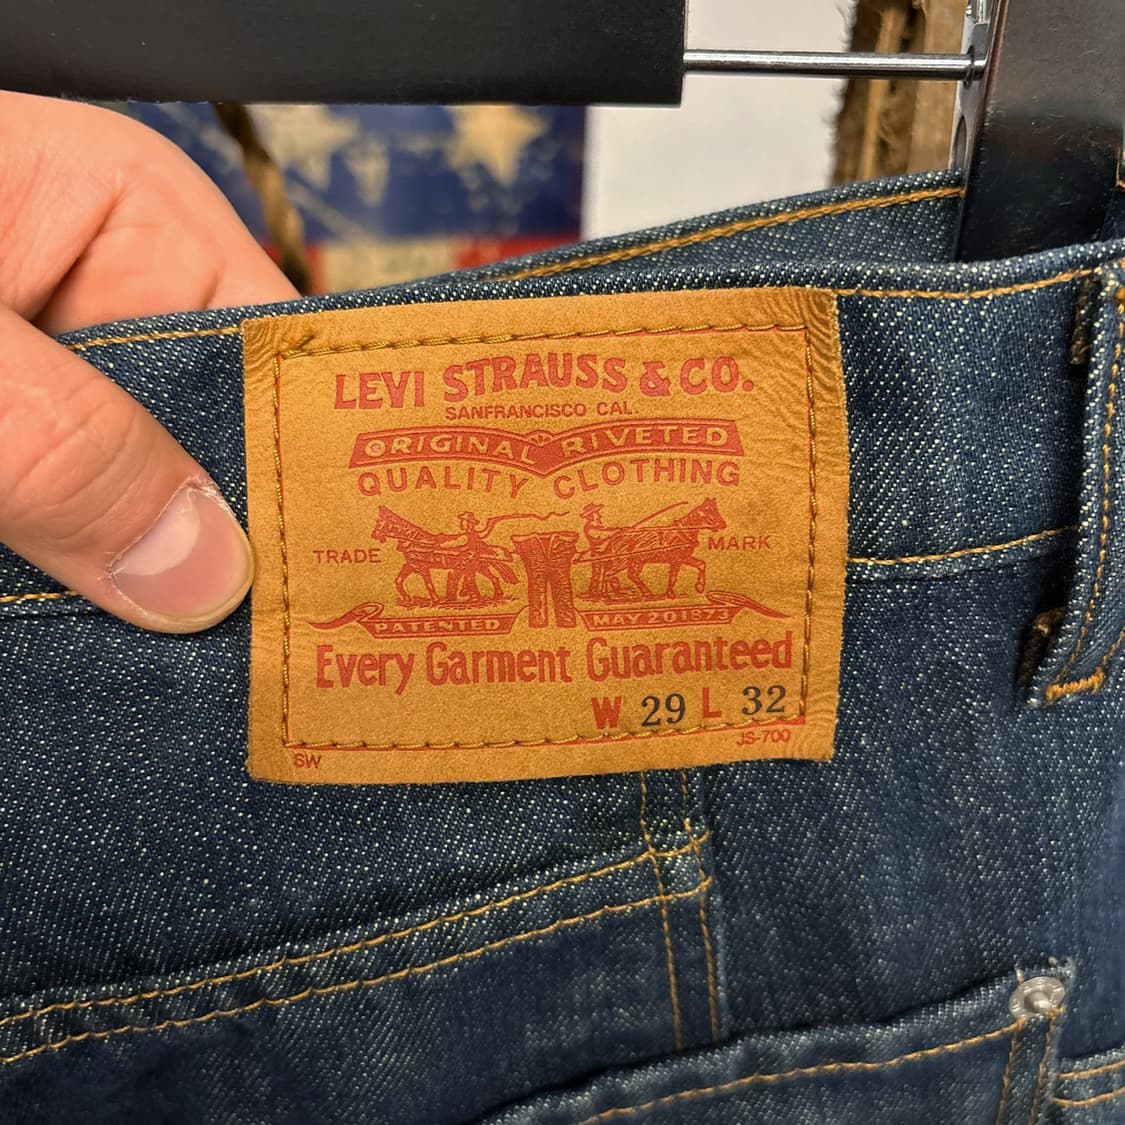 LEVI STRAUSS & CO.
SANFRANCISCO CAL.
ORIGINAL RIVETED
QUALITY CLOTHING
TRADE MARK
PATENTED MAY 20 1873
Every Garment Guaranteed
W 29 L 32
SW JS-700